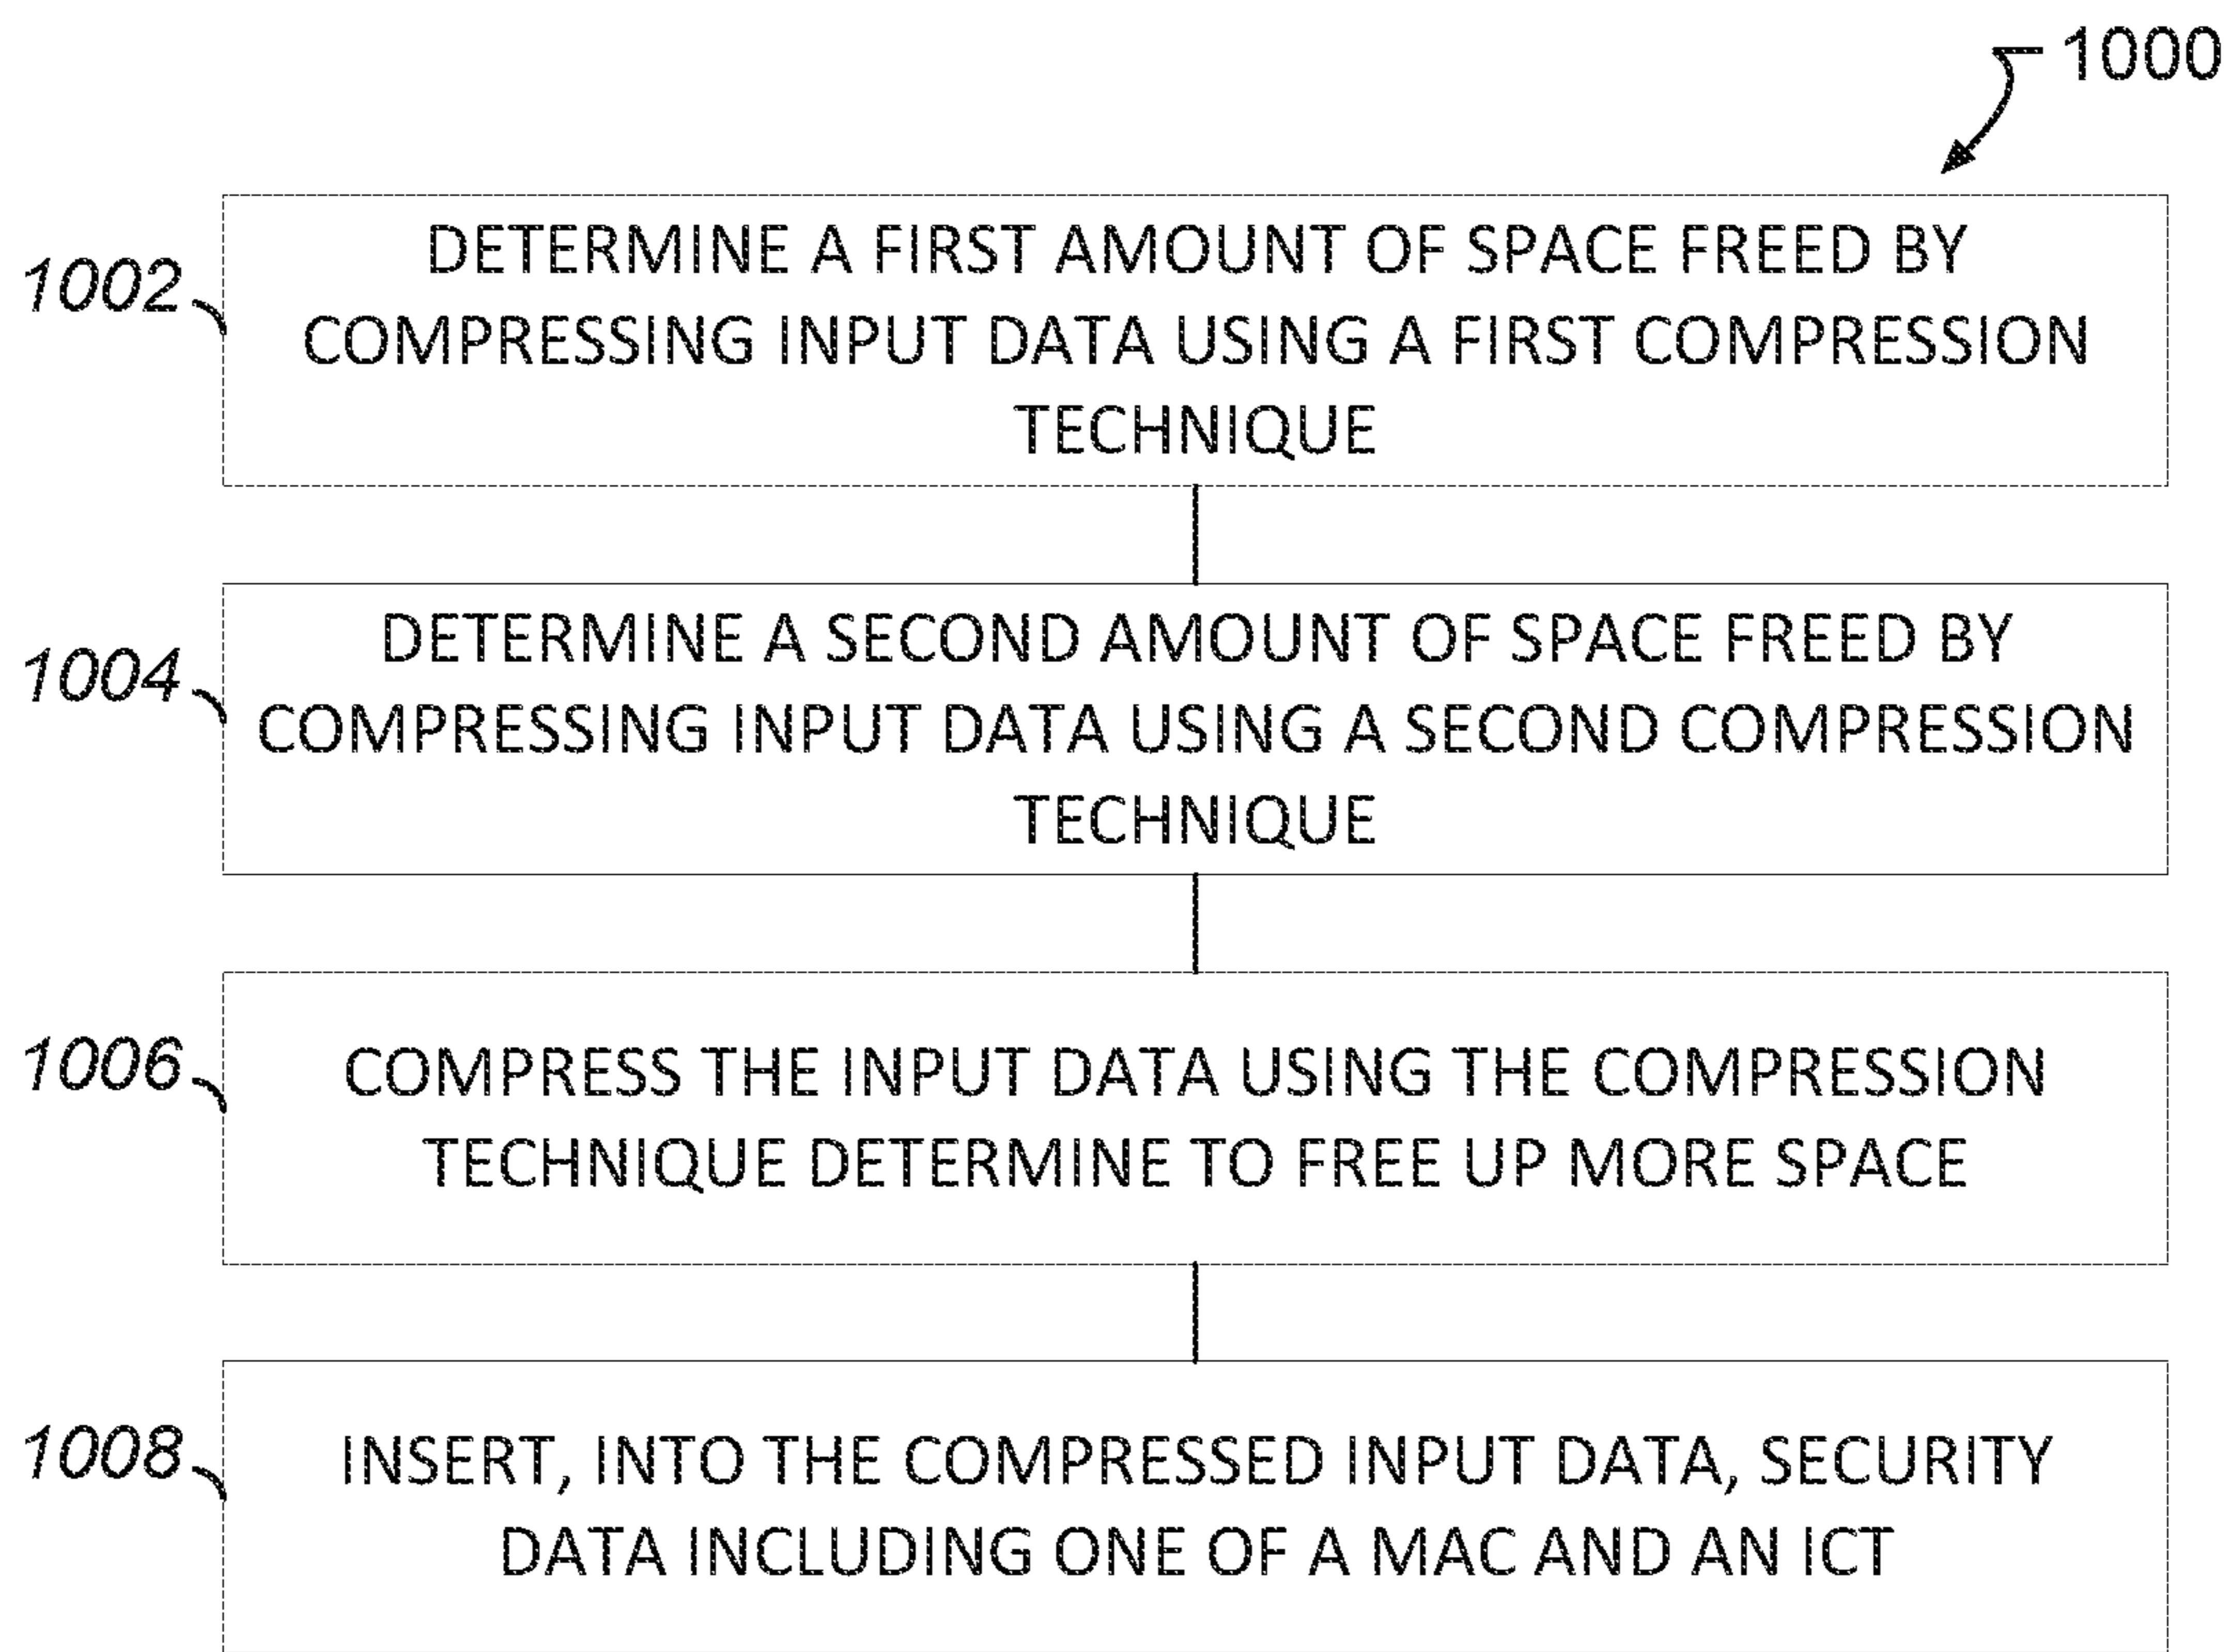 1000
1002
DETERMINE A FIRST AMOUNT OF SPACE FREED BY
COMPRESSING INPUT DATA USING A FIRST COMPRESSION
TECHNIQUE
1004
DETERMINE A SECOND AMOUNT OF SPACE FREED BY
COMPRESSING INPUT DATA USING A SECOND COMPRESSION
TECHNIQUE
1006
COMPRESS THE INPUT DATA USING THE COMPRESSION
TECHNIQUE DETERMINE TO FREE UP MORE SPACE
1008
INSERT, INTO THE COMPRESSED INPUT DATA, SECURITY
DATA INCLUDING ONE OF A MAC AND AN ICT